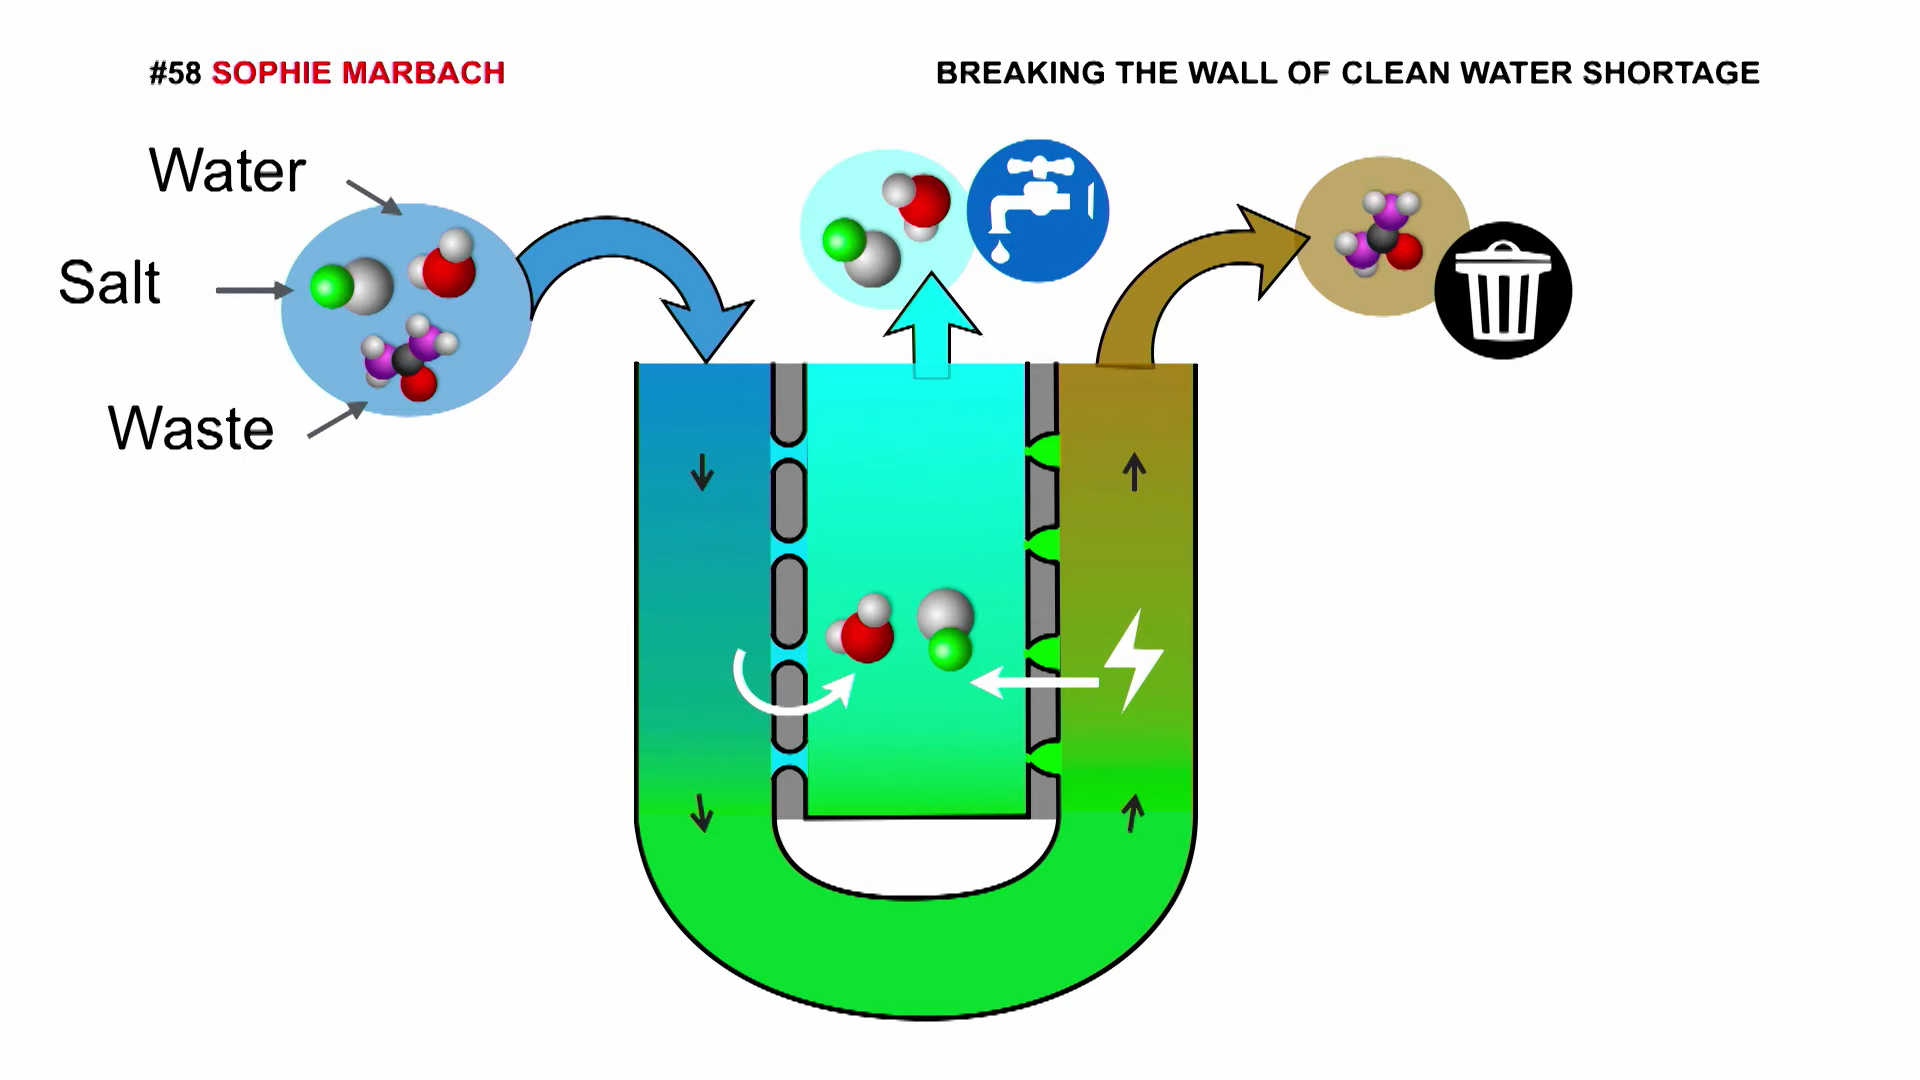 #58 SOPHIE MARBACH
BREAKING THE WALL OF CLEAN WATER SHORTAGE
Water
Salt
Waste